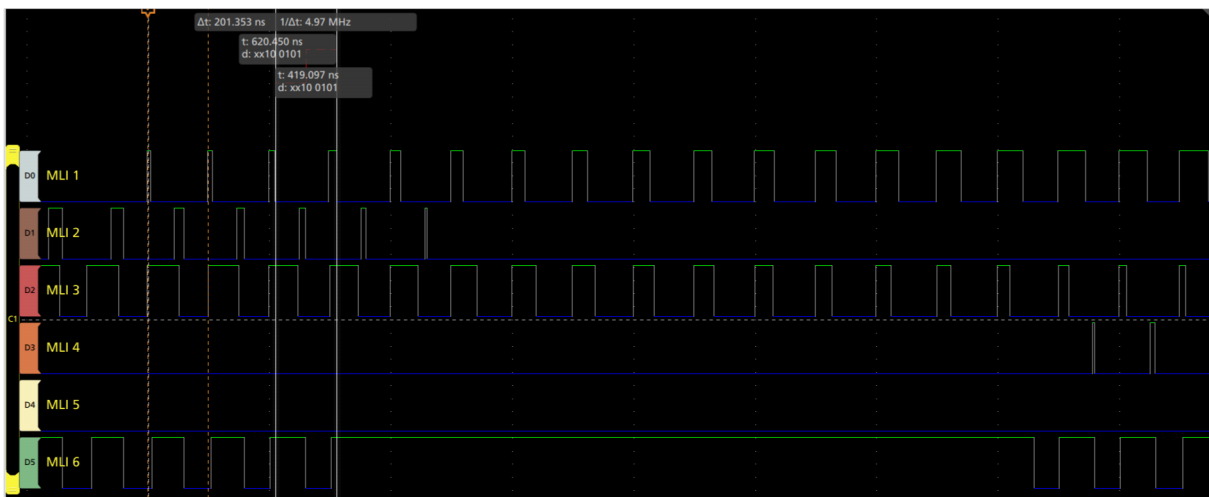 Δt: 201.353 ns 1/Δt: 4.97 MHz
t: 620.450 ns
d: xx10 0101
t: 419.097 ns
d: xx10 0101
D0 MLI 1
D1 MLI 2
D2 MLI 3
C1
D3 MLI 4
D4 MLI 5
D5 MLI 6